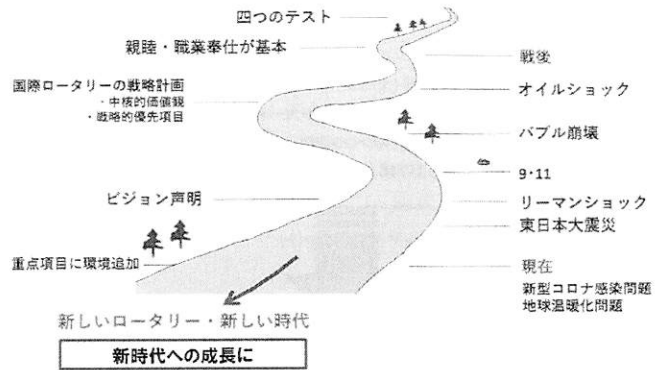 四つのテスト
親睦・職業奉仕が基本
戦後
国際ロータリーの戦略計画
・中核的価値観
・戦略的優先項目
オイルショック
バブル崩壊
9・11
ビジョン声明
リーマンショック
東日本大震災
重点項目に環境追加
現在
新型コロナ感染問題
地球温暖化問題
新しいロータリー・新しい時代
新時代への成長に